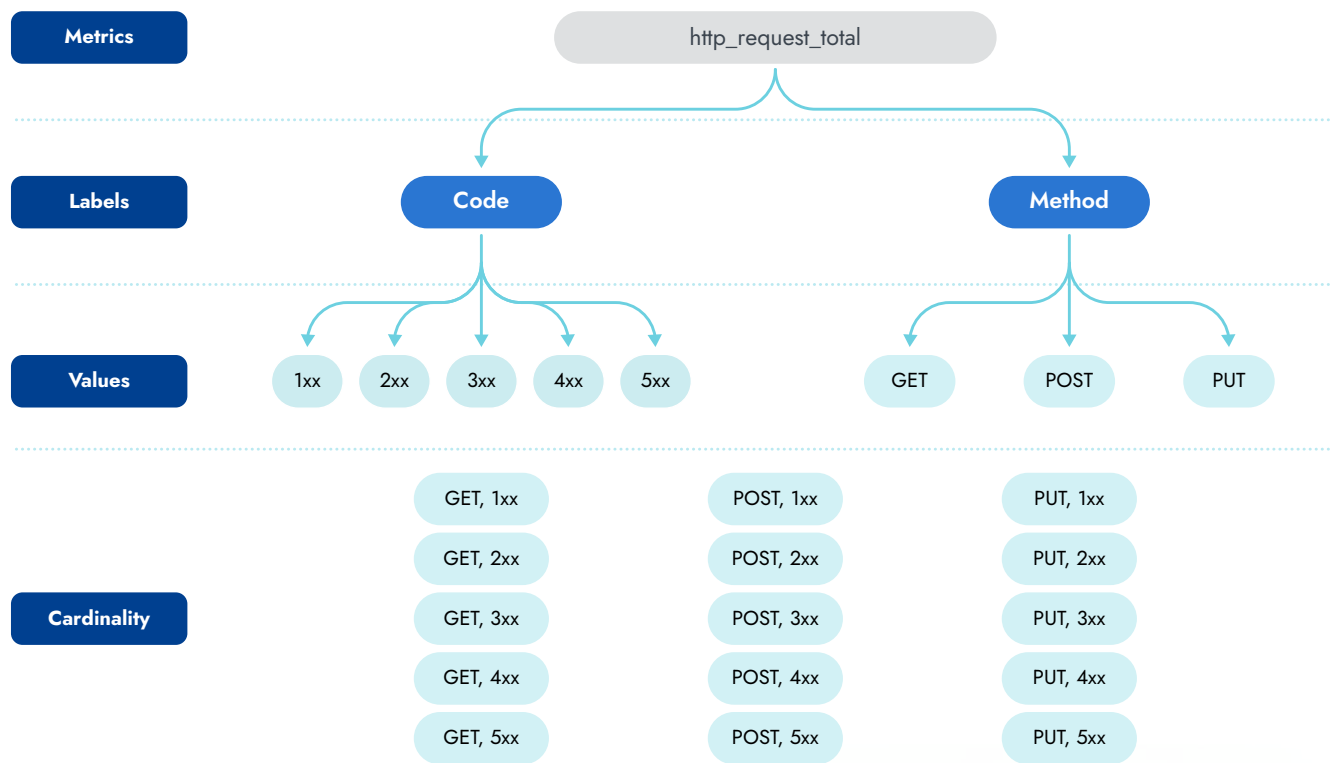 Metrics
http_request_total
Labels
Code
Method
Values
1xx
2xx
3xx
4xx
5xx
GET
POST
PUT
Cardinality
GET, 1xx
POST, 1xx
PUT, 1xx
GET, 2xx
POST, 2xx
PUT, 2xx
GET, 3xx
POST, 3xx
PUT, 3xx
GET, 4xx
POST, 4xx
PUT, 4xx
GET, 5xx
POST, 5xx
PUT, 5xx